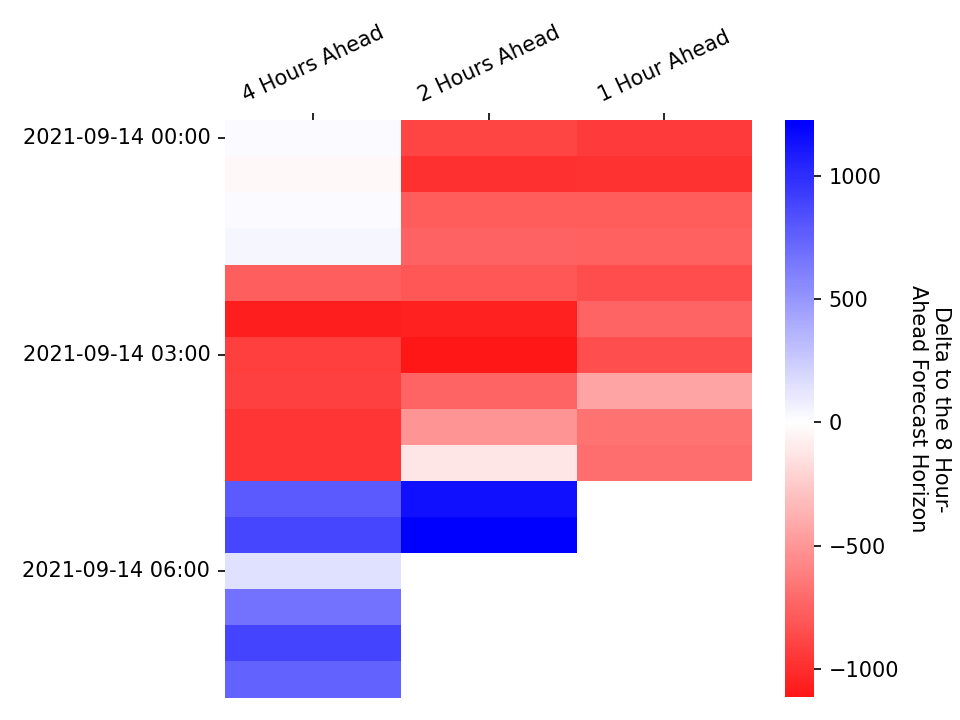 4 Hours Ahead
2 Hours Ahead
1 Hour Ahead
2021-09-14 00:00
2021-09-14 03:00
2021-09-14 06:00
1000
500
0
−500
−1000
Delta to the 8 Hour-
Ahead Forecast Horizon